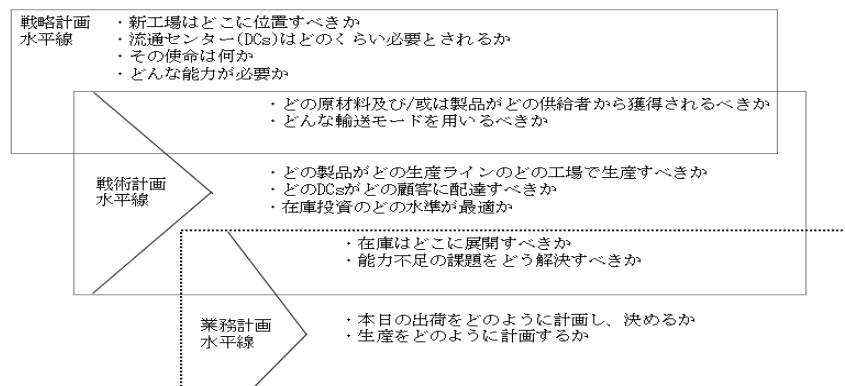 戦略計画 ・新工場はどこに位置すべきか
水平線 ・流通センター(DCs)はどのくらい必要とされるか
・その使命は何か
・どんな能力が必要か
・どの原材料及び/或は製品がどの供給者から獲得されるべきか
・どんな輸送モードを用いるべきか
戦術計画
水平線
・どの製品がどの生産ラインのどの工場で生産すべきか
・どのDCsがどの顧客に配達すべきか
・在庫投資のどの水準が最適か
・在庫はどこに展開すべきか
・能力不足の課題をどう解決すべきか
業務計画
水平線
・本日の出荷をどのように計画し、決めるか
・生産をどのように計画するか